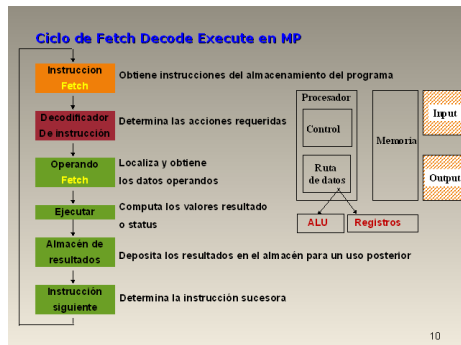 Ciclo de Fetch Decode Execute en MP
Instruccion
Fetch
Obtiene instrucciones del almacenamiento del programa
Decodificador
De instrucción
Determina las acciones requeridas
Operando
Fetch
Localiza y obtiene
los datos operandos
Ejecutar
Computa los valores resultado
o status
Almacén de
resultados
Deposita los resultados en el almacén para un uso posterior
Instrucción
siguiente
Determina la instrucción sucesora
Procesador
Control
Ruta
de datos
ALU
Registros
Memoria
Input
Output
10